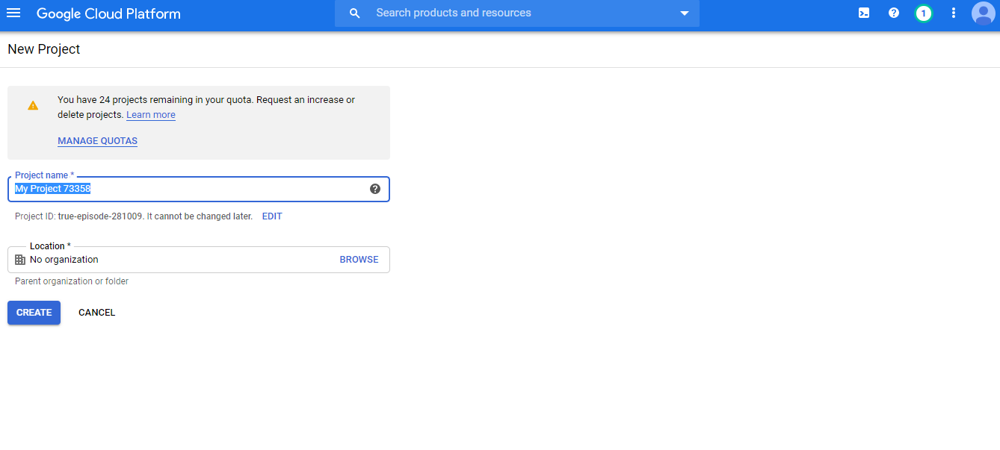 Google Cloud Platform
Search products and resources
1
New Project
You have 24 projects remaining in your quota. Request an increase or
delete projects. Learn more
MANAGE QUOTAS
Project name *
My Project 73358
Project ID: true-episode-281009. It cannot be changed later. EDIT
Location *
No organization BROWSE
Parent organization or folder
CREATE CANCEL